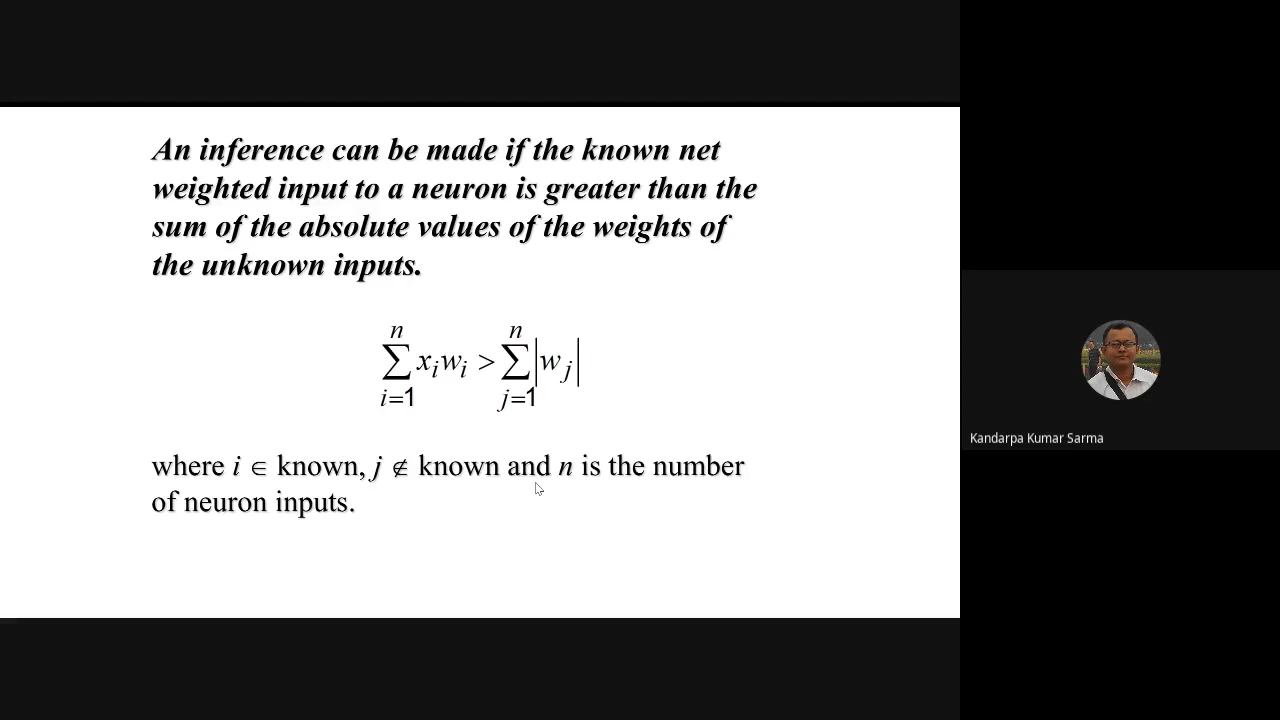 An inference can be made if the known net
weighted input to a neuron is greater than the
sum of the absolute values of the weights of
the unknown inputs.
n n
∑ xᵢwᵢ > ∑ |wⱼ|
i=1 j=1
where i ∈ known, j ∉ known and n is the number
of neuron inputs.
Kandarpa Kumar Sarma